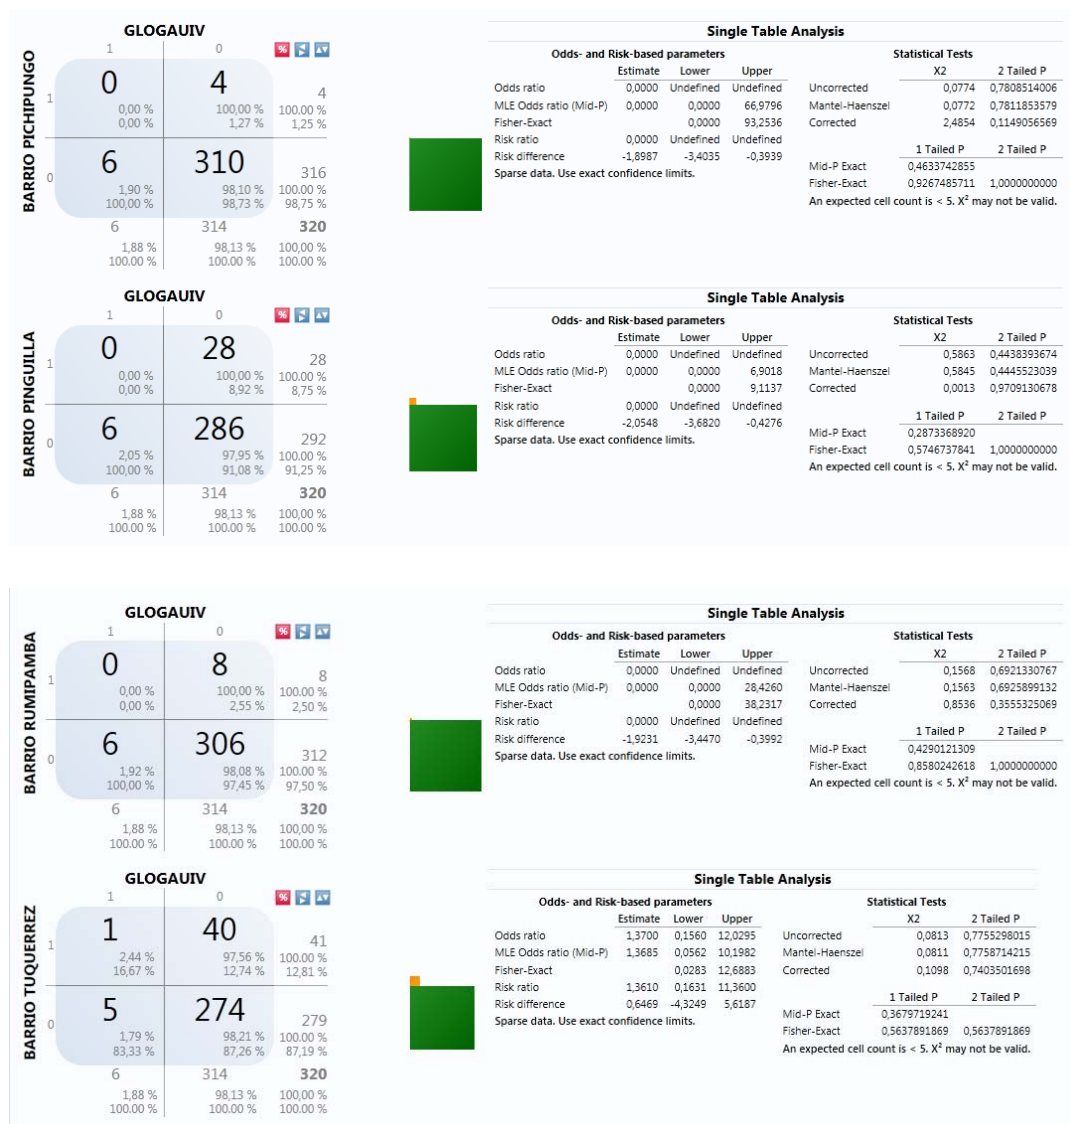 GLOGAUIV
1 0 %
BARRIO PICHIPUNGO
1 0 4 4
0,00 % 100,00 % 100.00 %
0,00 % 1,27 % 1,25 %
0 6 310 316
1,90 % 98,10 % 100.00 %
100,00 % 98,73 % 98,75 %
6 314 320
1,88 % 98,13 % 100,00 %
100.00 % 100.00 % 100.00 %
Single Table Analysis
Odds- and Risk-based parameters
Estimate Lower Upper
Odds ratio 0,0000 Undefined Undefined
MLE Odds ratio (Mid-P) 0,0000 0,0000 66,9796
Fisher-Exact 0,0000 93,2536
Risk ratio 0,0000 Undefined Undefined
Risk difference -1,8987 -3,4035 -0,3939
Sparse data. Use exact confidence limits.
Statistical Tests
X2 2 Tailed P
Uncorrected 0,0774 0,7808514006
Mantel-Haenszel 0,0772 0,7811853579
Corrected 2,4854 0,1149056569
1 Tailed P 2 Tailed P
Mid-P Exact 0,4633742855
Fisher-Exact 0,9267485711 1,0000000000
An expected cell count is < 5. X² may not be valid.
GLOGAUIV
1 0 %
BARRIO PINGUILLA
1 0 28 28
0,00 % 100,00 % 100.00 %
0,00 % 8,92 % 8,75 %
0 6 286 292
2,05 % 97,95 % 100.00 %
100,00 % 91,08 % 91,25 %
6 314 320
1,88 % 98,13 % 100,00 %
100.00 % 100.00 % 100.00 %
Single Table Analysis
Odds- and Risk-based parameters
Estimate Lower Upper
Odds ratio 0,0000 Undefined Undefined
MLE Odds ratio (Mid-P) 0,0000 0,0000 6,9018
Fisher-Exact 0,0000 9,1137
Risk ratio 0,0000 Undefined Undefined
Risk difference -2,0548 -3,6820 -0,4276
Sparse data. Use exact confidence limits.
Statistical Tests
X2 2 Tailed P
Uncorrected 0,5863 0,4438393674
Mantel-Haenszel 0,5845 0,4445523039
Corrected 0,0013 0,9709130678
1 Tailed P 2 Tailed P
Mid-P Exact 0,2873368920
Fisher-Exact 0,5746737841 1,0000000000
An expected cell count is < 5. X² may not be valid.
GLOGAUIV
1 0 %
BARRIO RUMIPAMBA
1 0 8 8
0,00 % 100,00 % 100.00 %
0,00 % 2,55 % 2,50 %
0 6 306 312
1,92 % 98,08 % 100.00 %
100,00 % 97,45 % 97,50 %
6 314 320
1,88 % 98,13 % 100,00 %
100.00 % 100.00 % 100.00 %
Single Table Analysis
Odds- and Risk-based parameters
Estimate Lower Upper
Odds ratio 0,0000 Undefined Undefined
MLE Odds ratio (Mid-P) 0,0000 0,0000 28,4260
Fisher-Exact 0,0000 38,2317
Risk ratio 0,0000 Undefined Undefined
Risk difference -1,9231 -3,4470 -0,3992
Sparse data. Use exact confidence limits.
Statistical Tests
X2 2 Tailed P
Uncorrected 0,1568 0,6921330767
Mantel-Haenszel 0,1563 0,6925899132
Corrected 0,8536 0,3555325069
1 Tailed P 2 Tailed P
Mid-P Exact 0,4290121309
Fisher-Exact 0,8580242618 1,0000000000
An expected cell count is < 5. X² may not be valid.
GLOGAUIV
1 0 %
BARRIO TUQUERREZ
1 1 40 41
2,44 % 97,56 % 100.00 %
16,67 % 12,74 % 12,81 %
0 5 274 279
1,79 % 98,21 % 100.00 %
83,33 % 87,26 % 87,19 %
6 314 320
1,88 % 98,13 % 100,00 %
100.00 % 100.00 % 100.00 %
Single Table Analysis
Odds- and Risk-based parameters
Estimate Lower Upper
Odds ratio 1,3700 0,1560 12,0295
MLE Odds ratio (Mid-P) 1,3685 0,0562 10,1982
Fisher-Exact 0,0283 12,6883
Risk ratio 1,3610 0,1631 11,3600
Risk difference 0,6469 -4,3249 5,6187
Sparse data. Use exact confidence limits.
Statistical Tests
X2 2 Tailed P
Uncorrected 0,0813 0,7755298015
Mantel-Haenszel 0,0811 0,7758714215
Corrected 0,1098 0,7403501698
1 Tailed P 2 Tailed P
Mid-P Exact 0,3679719241
Fisher-Exact 0,5637891869 0,5637891869
An expected cell count is < 5. X² may not be valid.